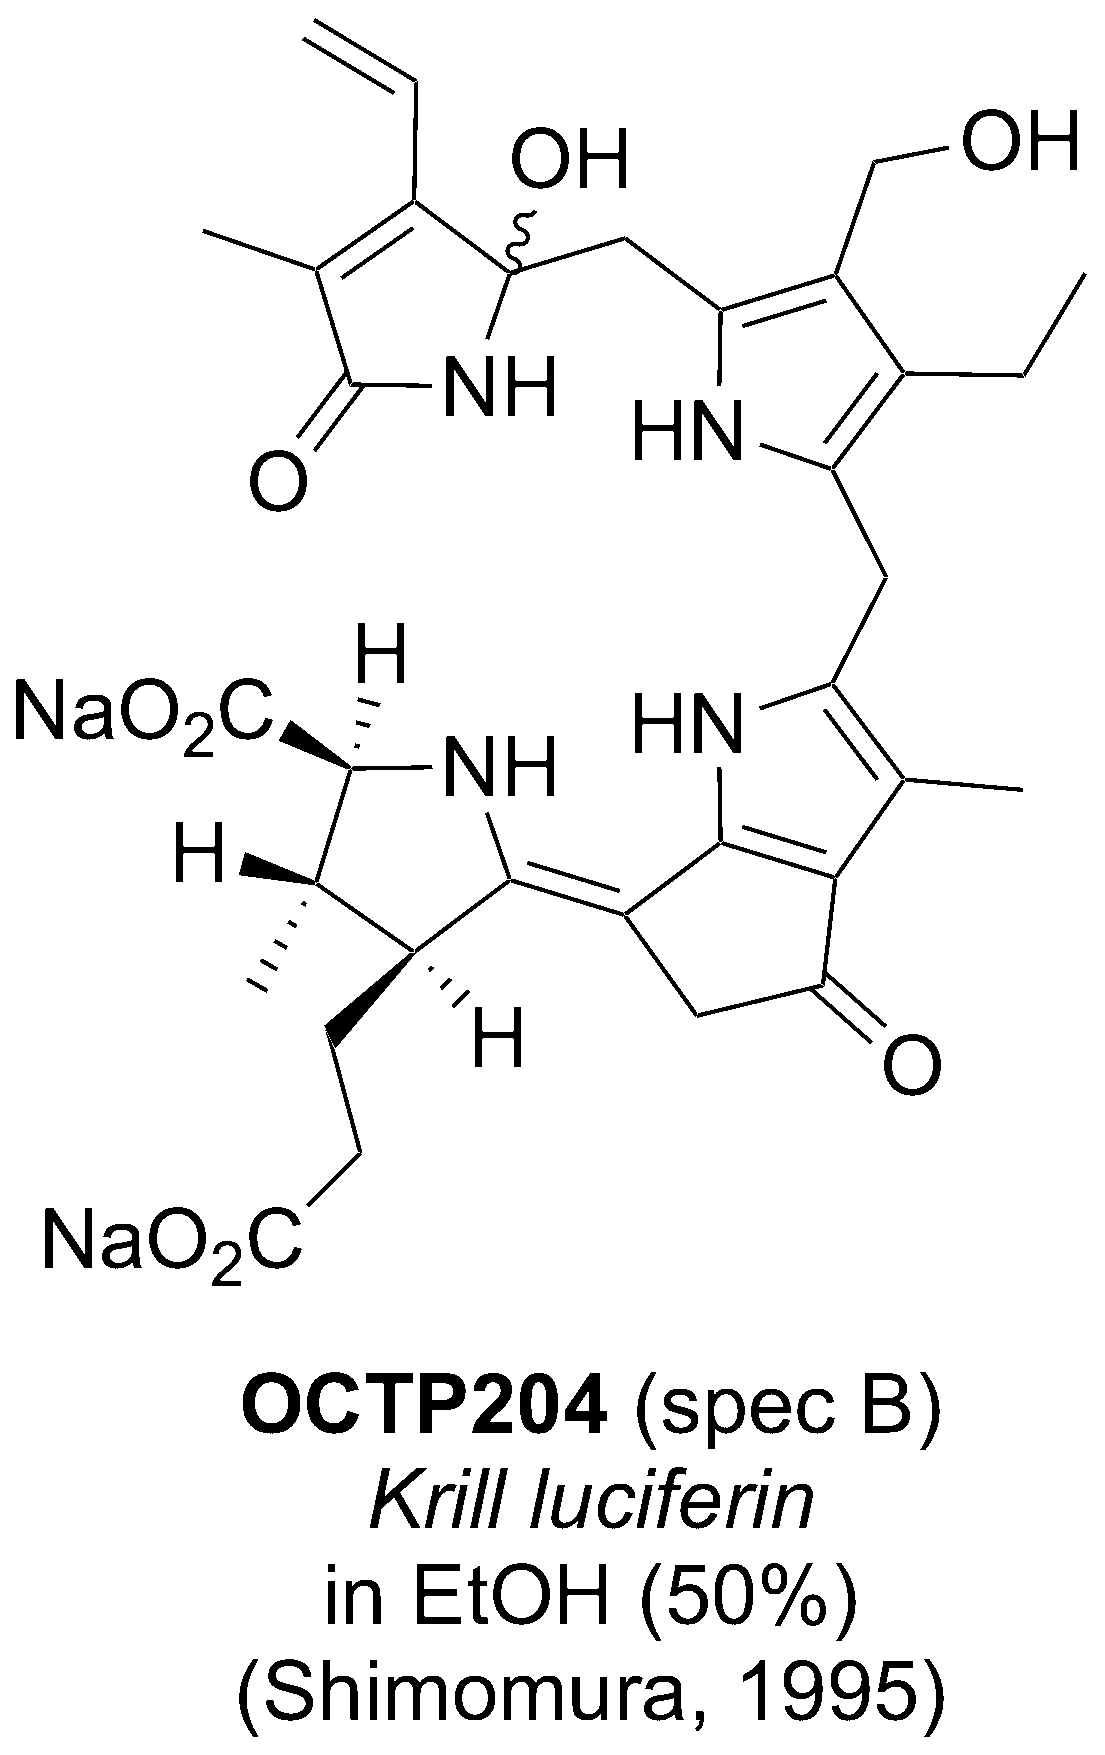 OH
OH
NH
HN
O
H
NaO₂C
NH
HN
H
H
O
NaO₂C
OCTP204 (spec B)
Krill luciferin
in EtOH (50%)
(Shimomura, 1995)